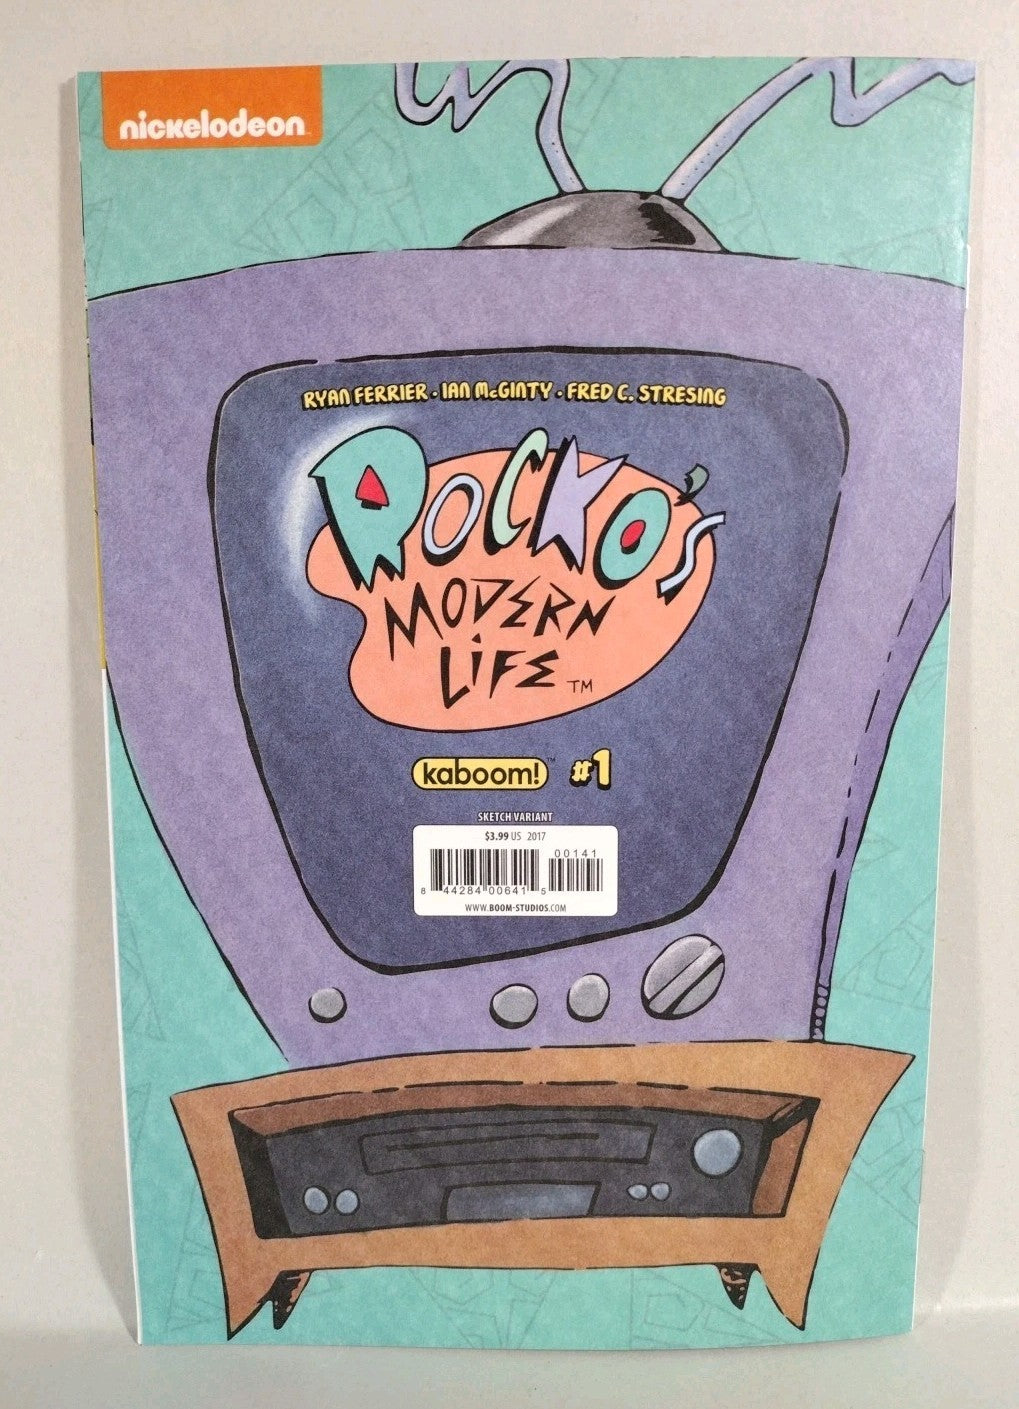 nickelodeon
RYAN FERRIER · IAN McGINTY · FRED C. STRESING
ROCKO'S
MODERN
LIFE™
kaboom!™ #1
SKETCH VARIANT
$3.99 US 2017
00141
8 44284 00641 5
WWW.BOOM-STUDIOS.COM